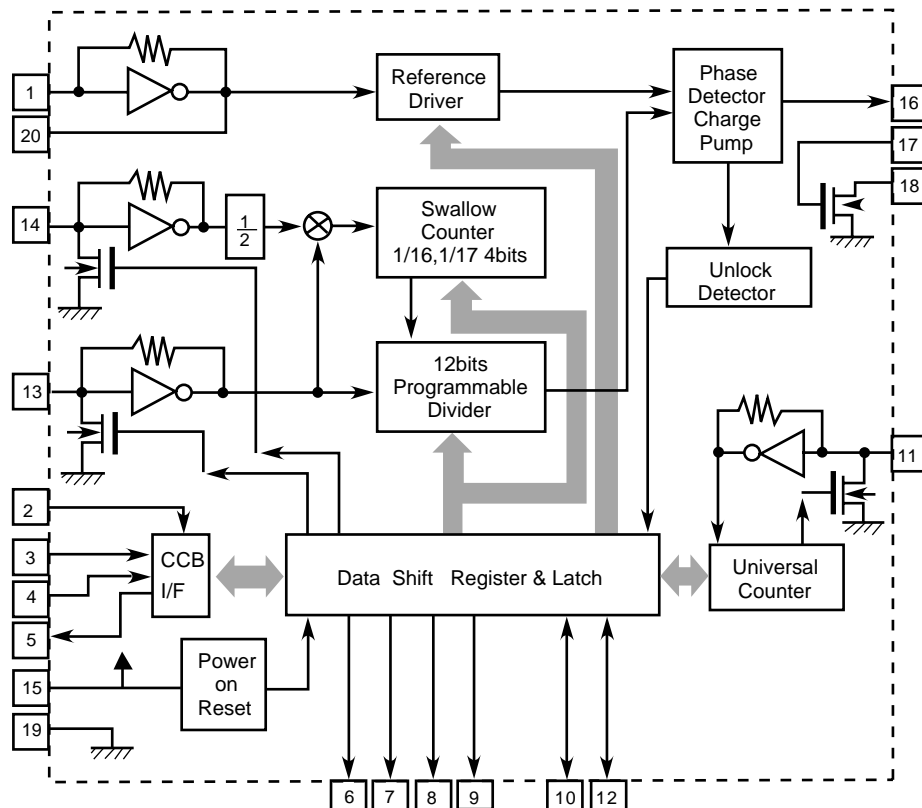 1
Reference
Driver
Phase
Detector
Charge
Pump
16
20
17
18
14
1
2
Swallow
Counter
1/16,1/17 4bits
Unlock
Detector
13
12bits
Programmable
Divider
11
2
3
4
5
CCB
I/F
Data Shift Register & Latch
Universal
Counter
15
Power
on
Reset
19
6
7
8
9
10
12